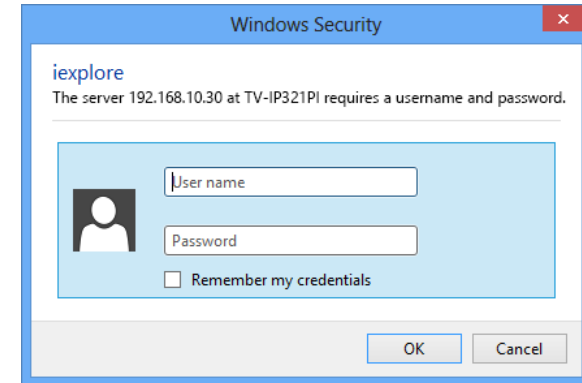 Windows Security
iexplore
The server 192.168.10.30 at TV-IP321PI requires a username and password.
User name
Password
Remember my credentials
OK Cancel